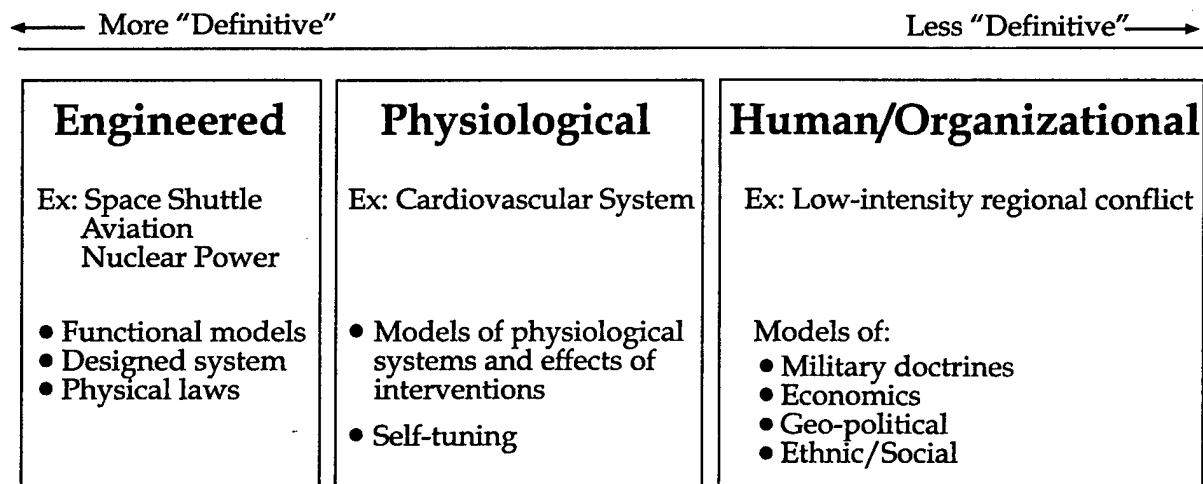 More “Definitive”
Less “Definitive”
Engineered
Ex: Space Shuttle
Aviation
Nuclear Power
● Functional models
● Designed system
● Physical laws
Physiological
Ex: Cardiovascular System
● Models of physiological
systems and effects of
interventions
● Self-tuning
Human/Organizational
Ex: Low-intensity regional conflict
Models of:
● Military doctrines
● Economics
● Geo-political
● Ethnic/Social